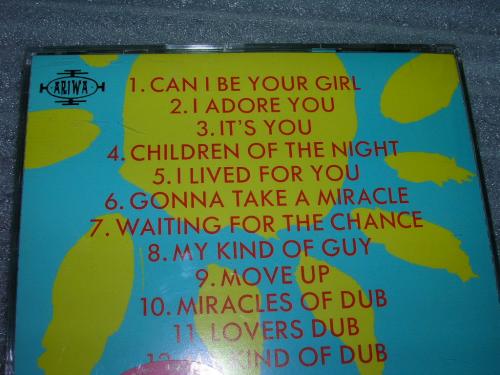 ARIWA
1. CAN I BE YOUR GIRL
2. I ADORE YOU
3. IT'S YOU
4. CHILDREN OF THE NIGHT
5. I LIVED FOR YOU
6. GONNA TAKE A MIRACLE
7. WAITING FOR THE CHANCE
8. MY KIND OF GUY
9. MOVE UP
10. MIRACLES OF DUB
11. LOVERS DUB
12. MY KIND OF DUB